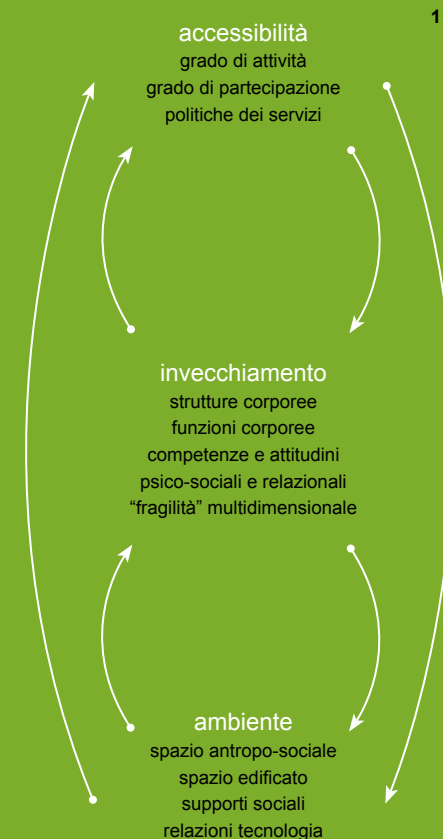 1
accessibilità
grado di attività
grado di partecipazione
politiche dei servizi
invecchiamento
strutture corporee
funzioni corporee
competenze e attitudini
psico-sociali e relazionali
“fragilità” multidimensionale
ambiente
spazio antropo-sociale
spazio edificato
supporti sociali
relazioni tecnologia